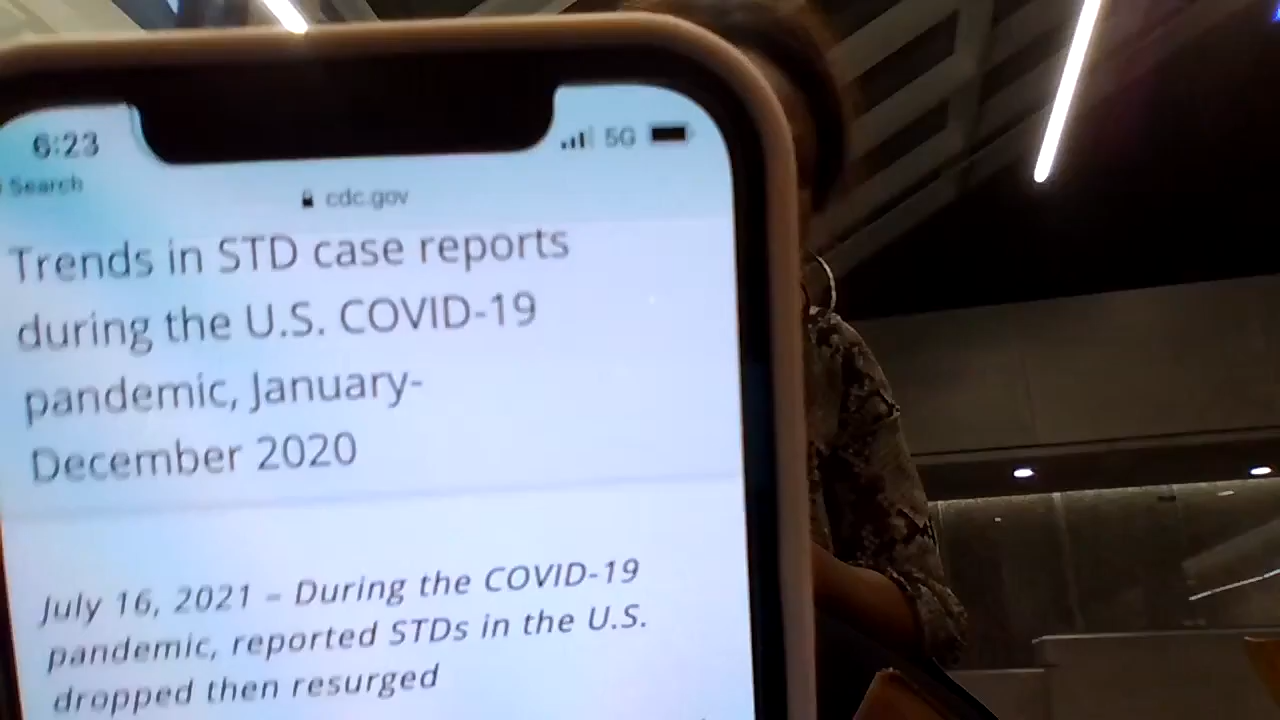 6:23
5G
Search
cdc.gov
Trends in STD case reports
during the U.S. COVID-19
pandemic, January-
December 2020
July 16, 2021 – During the COVID-19
pandemic, reported STDs in the U.S.
dropped then resurged